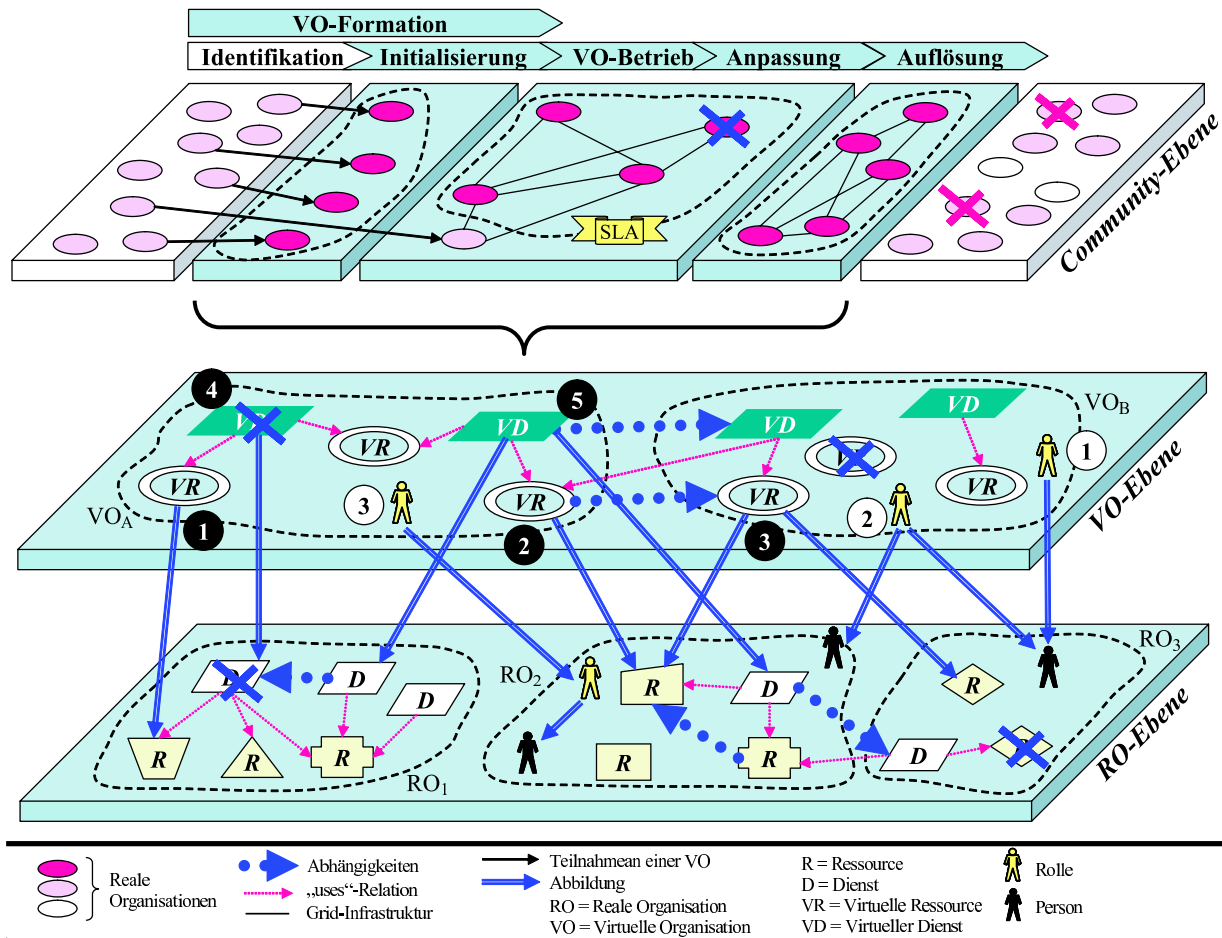 VO-Formation
Identifikation Initialisierung VO-Betrieb Anpassung Auflösung
SLA
Community-Ebene
4
5
VD
VD
VD
VO_B
1
VR
VR
VR
VR
VR
3
2
VO_A
1
2
3
VO-Ebene
RO_3
RO_2
D
D
D
R
D
R
R
R
R
R
R
D
R
RO_1
RO-Ebene
Reale
Organisationen
Abhängigkeiten
„uses“-Relation
Grid-Infrastruktur
Teilnahmean einer VO
Abbildung
RO = Reale Organisation
VO = Virtuelle Organisation
R = Ressource
D = Dienst
VR = Virtuelle Ressource
VD = Virtueller Dienst
Rolle
Person